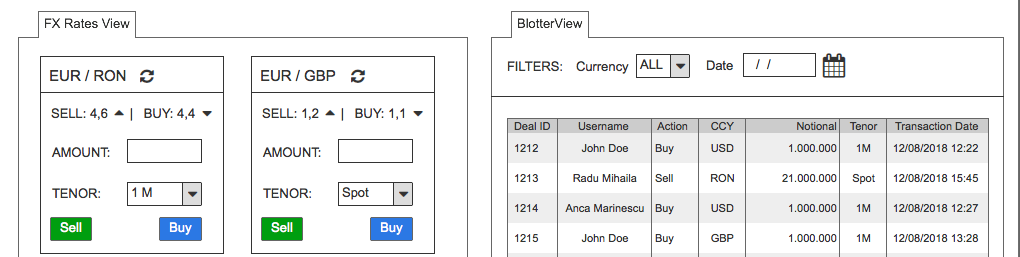 FX Rates View
EUR / RON
SELL: 4,6 | BUY: 4,4
AMOUNT:
TENOR: 1 M
Sell Buy
EUR / GBP
SELL: 1,2 | BUY: 1,1
AMOUNT:
TENOR: Spot
Sell Buy
BlotterView
FILTERS: Currency ALL Date / /
Deal ID Username Action CCY Notional Tenor Transaction Date
1212 John Doe Buy USD 1.000.000 1M 12/08/2018 12:22
1213 Radu Mihaila Sell RON 21.000.000 Spot 12/08/2018 15:45
1214 Anca Marinescu Buy USD 1.000.000 1M 12/08/2018 12:27
1215 John Doe Buy GBP 1.000.000 1M 12/08/2018 13:28